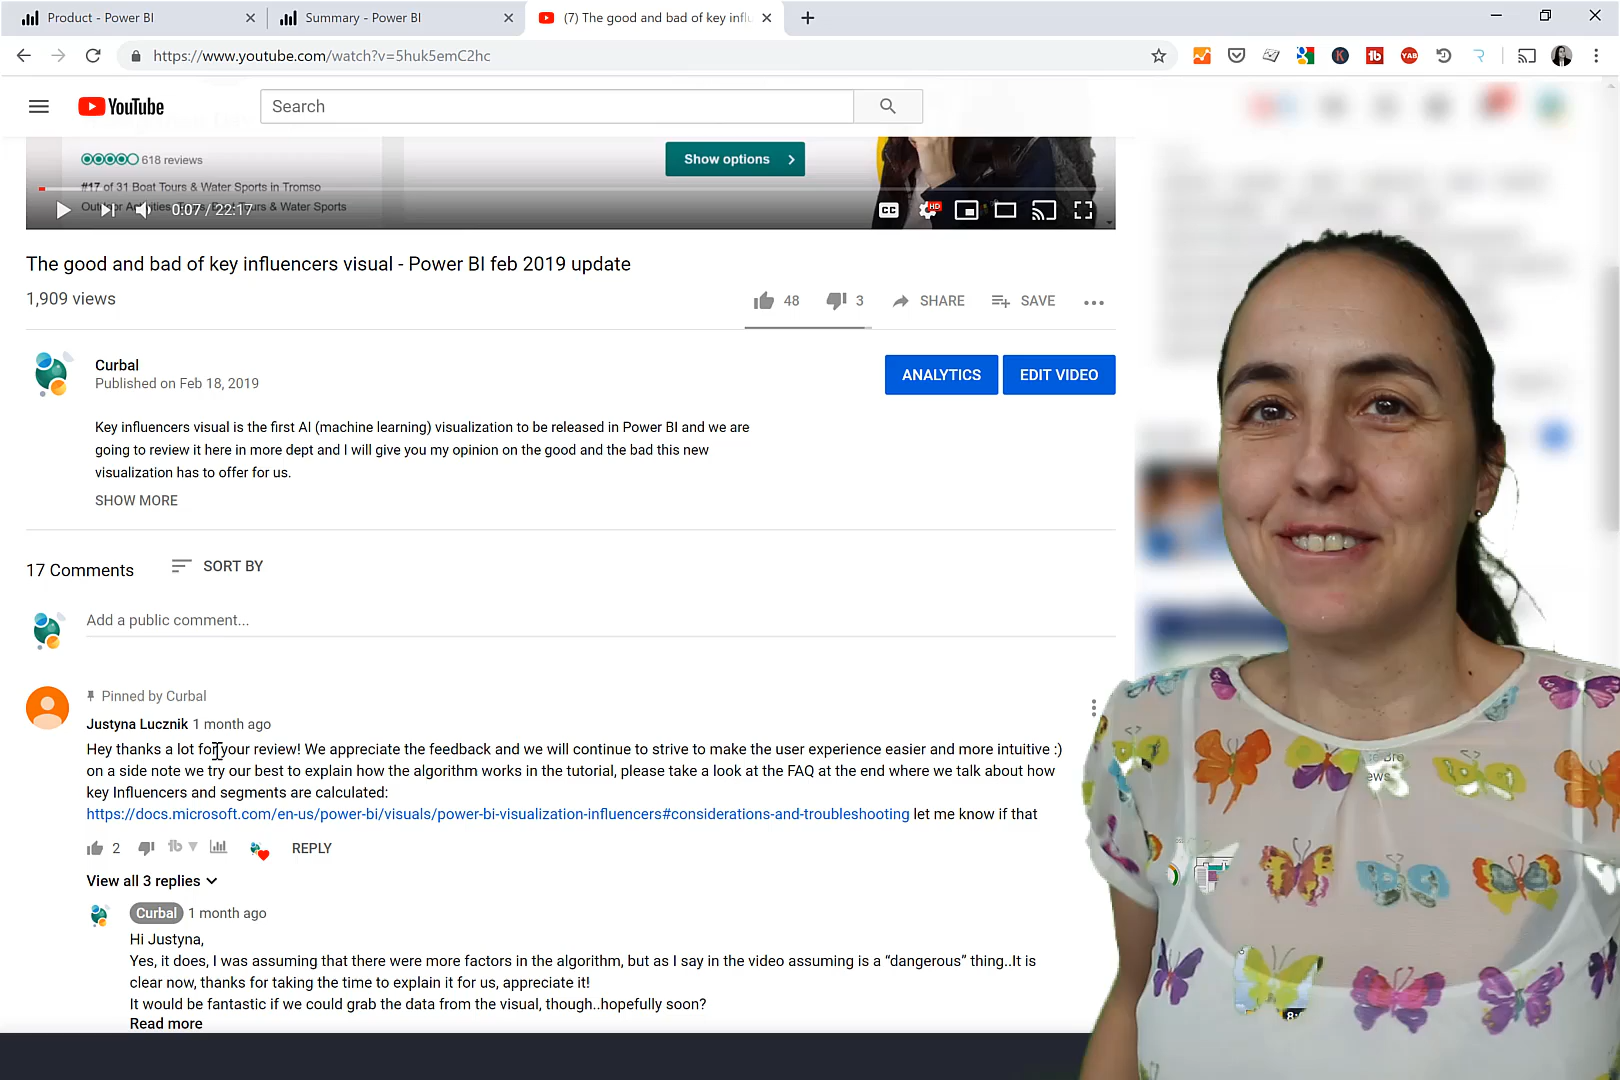 Product - Power BI
Summary - Power BI
(7) The good and bad of key influ
https://www.youtube.com/watch?v=5huk5emC2hc
YouTube
Search
618 reviews
#17 of 31 Boat Tours & Water Sports in Tromso
Show options
0:07 / 22:17
CC
HD
The good and bad of key influencers visual - Power BI feb 2019 update
1,909 views
48
3
SHARE
SAVE
Curbal
Published on Feb 18, 2019
ANALYTICS
EDIT VIDEO
Key influencers visual is the first AI (machine learning) visualization to be released in Power BI and we are
going to review it here in more dept and I will give you my opinion on the good and the bad this new
visualization has to offer for us.
SHOW MORE
17 Comments
SORT BY
Add a public comment...
Pinned by Curbal
Justyna Lucznik 1 month ago
Hey thanks a lot for your review! We appreciate the feedback and we will continue to strive to make the user experience easier and more intuitive :)
on a side note we try our best to explain how the algorithm works in the tutorial, please take a look at the FAQ at the end where we talk about how
key Influencers and segments are calculated:
https://docs.microsoft.com/en-us/power-bi/visuals/power-bi-visualization-influencers#considerations-and-troubleshooting let me know if that
2
REPLY
View all 3 replies
Curbal 1 month ago
Hi Justyna,
Yes, it does, I was assuming that there were more factors in the algorithm, but as I say in the video assuming is a “dangerous” thing..It is
clear now, thanks for taking the time to explain it for us, appreciate it!
It would be fantastic if we could grab the data from the visual, though..hopefully soon?
Read more